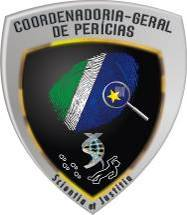 COORDENADORIA-GERAL
DE PERÍCIAS
Scientia et Justitia